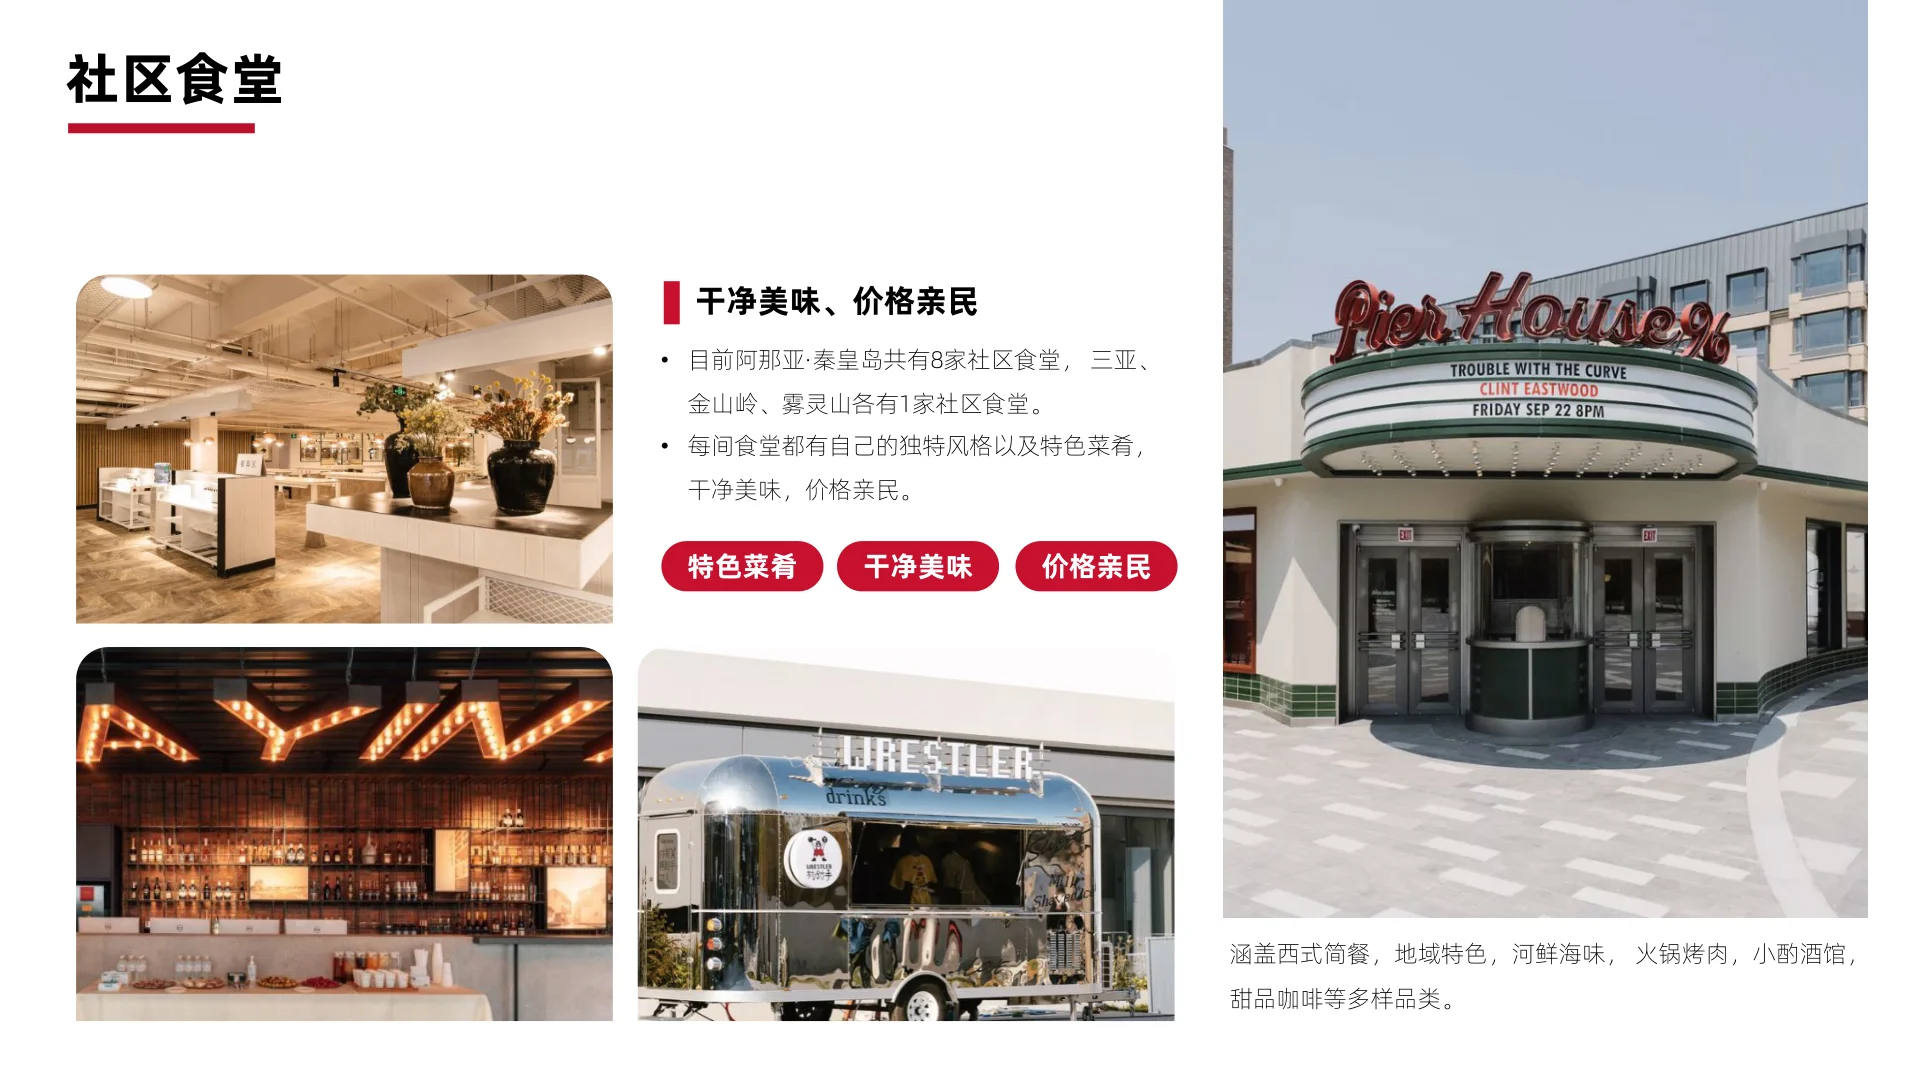 社区食堂
干净美味、价格亲民
• 目前阿那亚·秦皇岛共有8家社区食堂， 三亚、
金山岭、雾灵山各有1家社区食堂。
• 每间食堂都有自己的独特风格以及特色菜肴，
干净美味，价格亲民。
特色菜肴
干净美味
价格亲民
AYIN
WRESTLER
drinks
WRESTLER
Milk
Pier House96
TROUBLE WITH THE CURVE
CLINT EASTWOOD
FRIDAY SEP 22 8PM
EXIT
EXIT
涵盖西式简餐，地域特色，河鲜海味， 火锅烤肉，小酌酒馆，
甜品咖啡等多样品类。